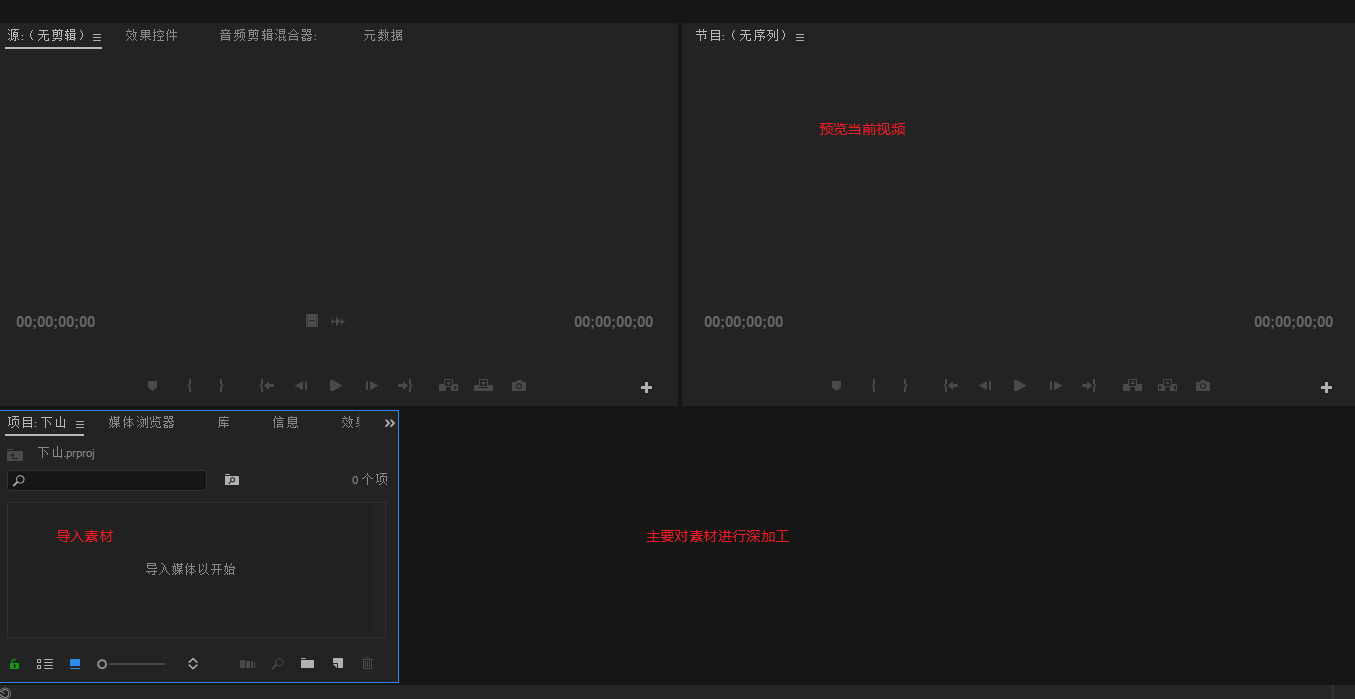 源:（无剪辑） 效果控件 音频剪辑混合器: 元数据
节目:（无序列）
预览当前视频
00;00;00;00 00;00;00;00
00;00;00;00 00;00;00;00
项目: 下山 媒体浏览器 库 信息
下山.prproj
0 个项
导入素材
导入媒体以开始
主要对素材进行深加工